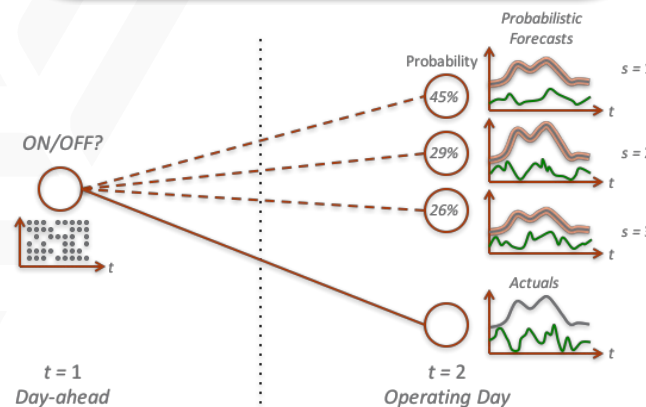 Probabilistic
Forecasts
Probability
s =
45%
t
ON/OFF?
29%
s =
t
26%
s =
t
t
Actuals
t
t = 1
Day-ahead
t = 2
Operating Day